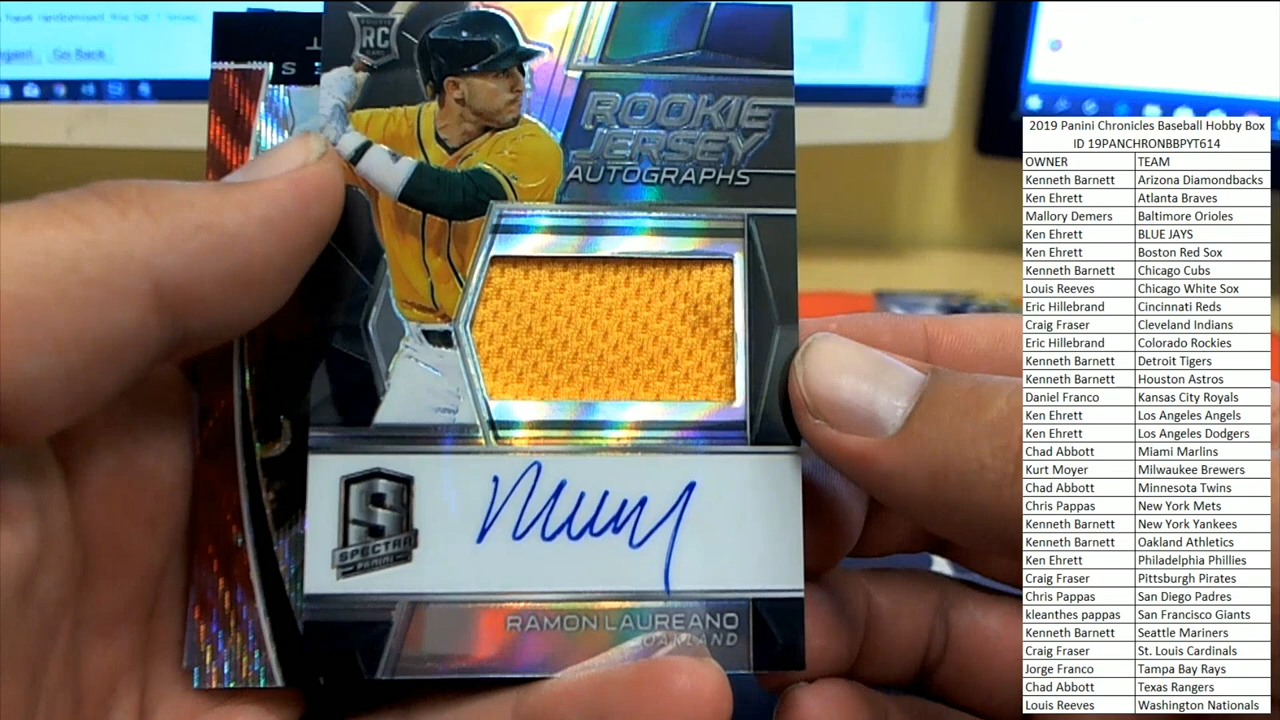 Go Back
S
ROOKIE
RC
CARD
ROOKIE
JERSEY
AUTOGRAPHS
S
SPECTRA
PANINI
RAMON LAUREANO
OAKLAND
2019 Panini Chronicles Baseball Hobby Box
ID 19PANCHRONBBPYT614
OWNER TEAM
Kenneth Barnett Arizona Diamondbacks
Ken Ehrett Atlanta Braves
Mallory Demers Baltimore Orioles
Ken Ehrett BLUE JAYS
Ken Ehrett Boston Red Sox
Kenneth Barnett Chicago Cubs
Louis Reeves Chicago White Sox
Eric Hillebrand Cincinnati Reds
Craig Fraser Cleveland Indians
Eric Hillebrand Colorado Rockies
Kenneth Barnett Detroit Tigers
Kenneth Barnett Houston Astros
Daniel Franco Kansas City Royals
Ken Ehrett Los Angeles Angels
Ken Ehrett Los Angeles Dodgers
Chad Abbott Miami Marlins
Kurt Moyer Milwaukee Brewers
Chad Abbott Minnesota Twins
Chris Pappas New York Mets
Kenneth Barnett New York Yankees
Kenneth Barnett Oakland Athletics
Ken Ehrett Philadelphia Phillies
Craig Fraser Pittsburgh Pirates
Chris Pappas San Diego Padres
kleanthes pappas San Francisco Giants
Kenneth Barnett Seattle Mariners
Craig Fraser St. Louis Cardinals
Jorge Franco Tampa Bay Rays
Chad Abbott Texas Rangers
Louis Reeves Washington Nationals